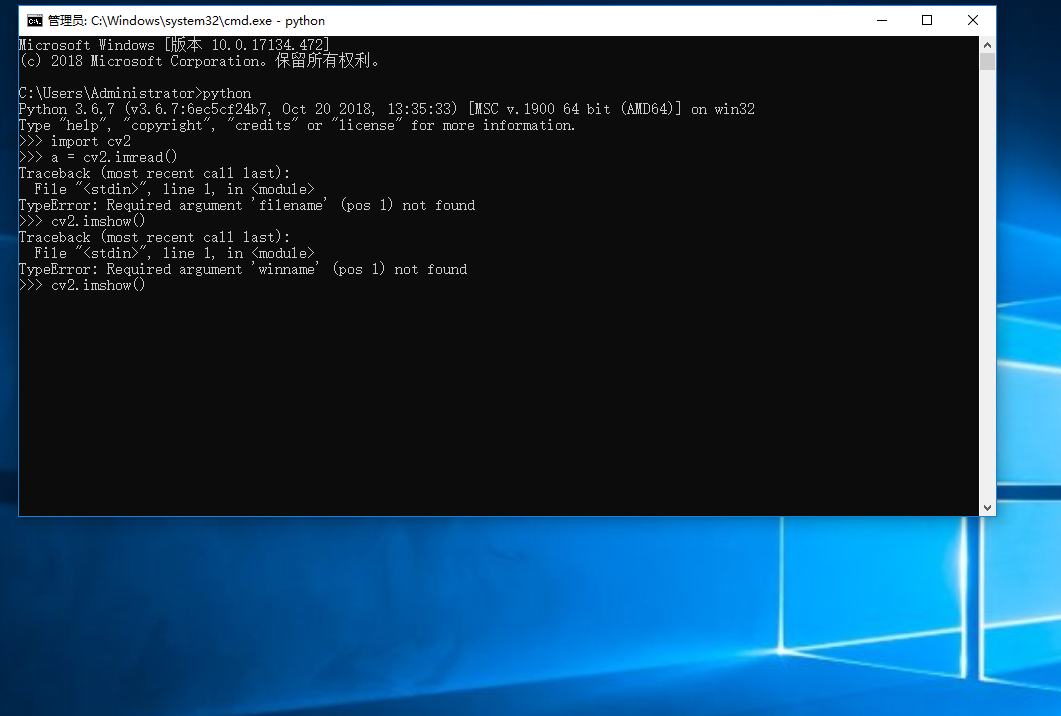 管理员: C:\Windows\system32\cmd.exe - python
Microsoft Windows [版本 10.0.17134.472]
(c) 2018 Microsoft Corporation。保留所有权利。
C:\Users\Administrator>python
Python 3.6.7 (v3.6.7:6ec5cf24b7, Oct 20 2018, 13:35:33) [MSC v.1900 64 bit (AMD64)] on win32
Type "help", "copyright", "credits" or "license" for more information.
>>> import cv2
>>> a = cv2.imread()
Traceback (most recent call last):
  File "<stdin>", line 1, in <module>
TypeError: Required argument 'filename' (pos 1) not found
>>> cv2.imshow()
Traceback (most recent call last):
  File "<stdin>", line 1, in <module>
TypeError: Required argument 'winname' (pos 1) not found
>>> cv2.imshow()